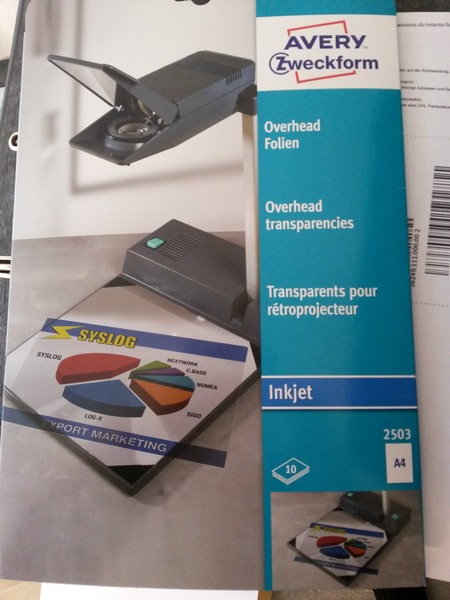 AVERY
Zweckform
Overhead
Folien
Overhead
transparencies
Transparents pour
rétroprojecteur
Inkjet
2503
10
A4
SYSLOG
SYSLOG
NEXTWORK
C.BASE
NOMEX
SIGO
LOG-X
EXPORT MARKETING